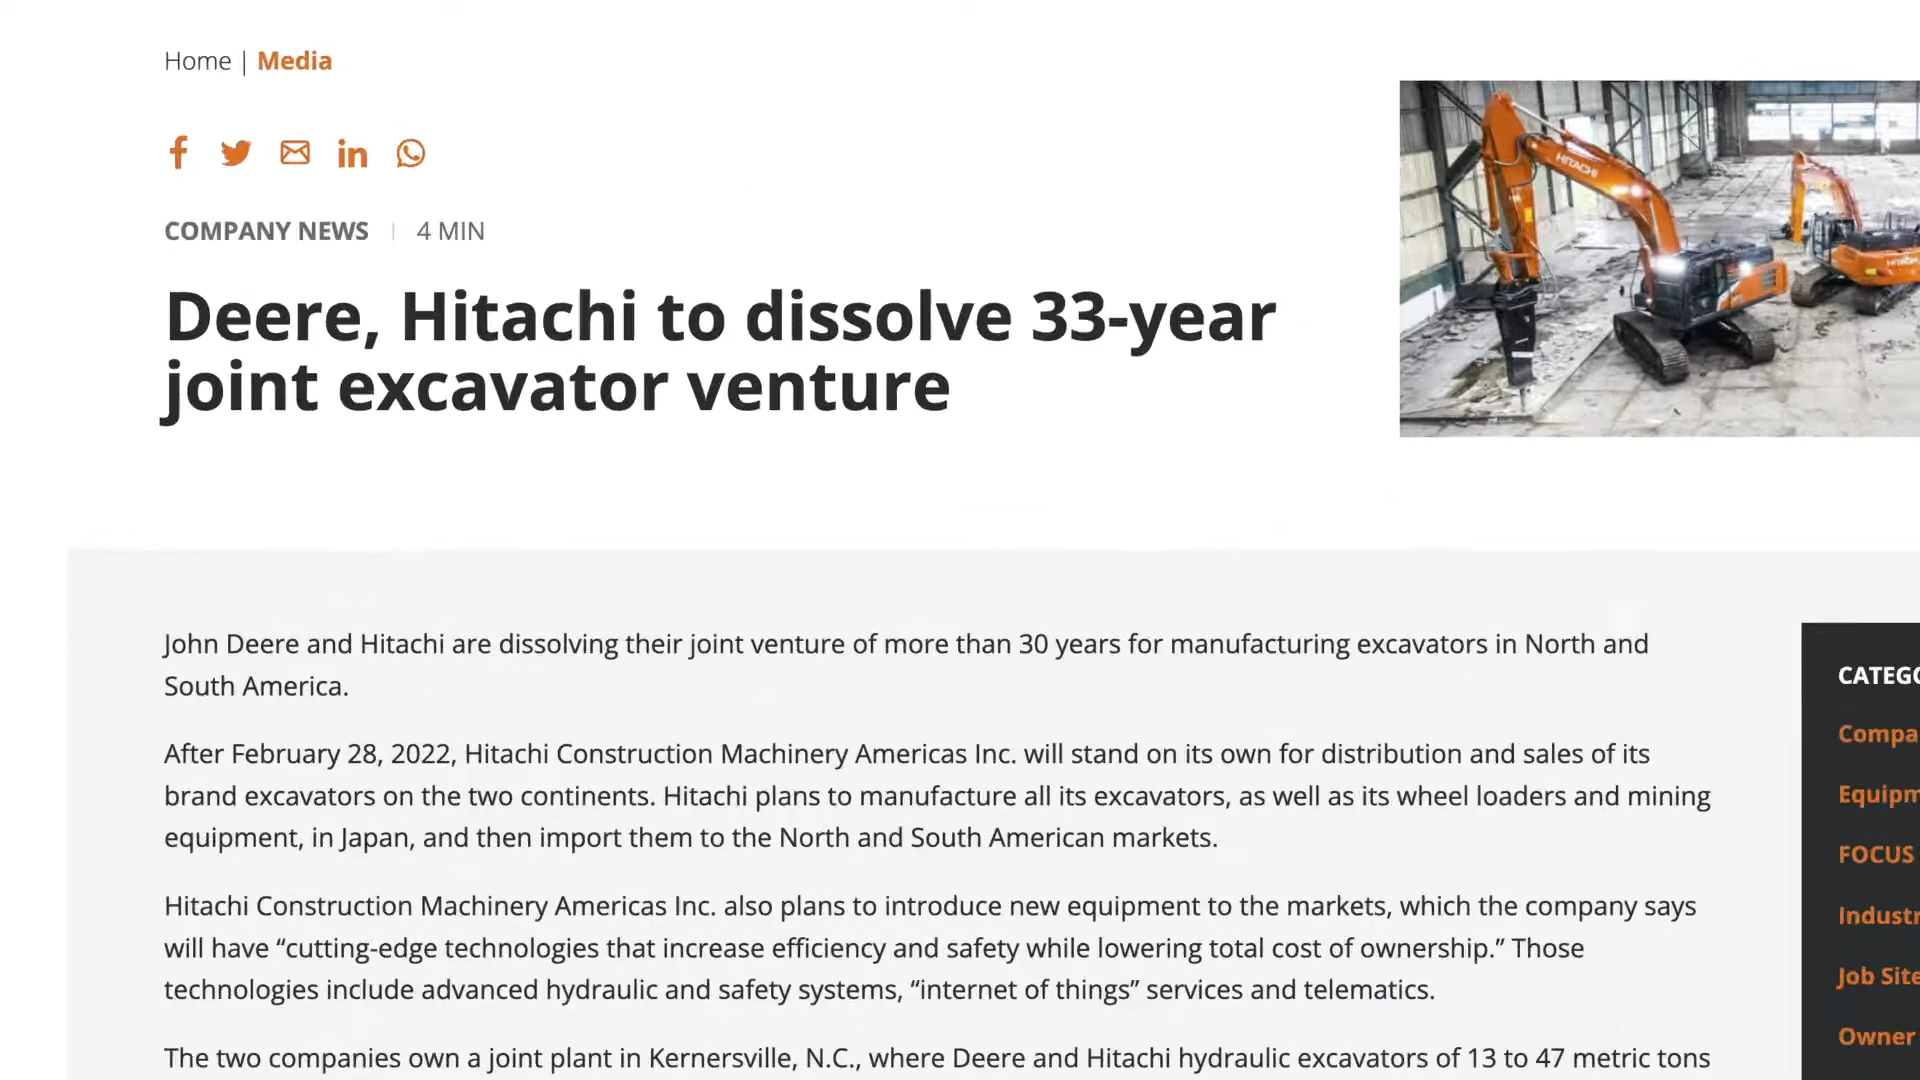 Home | Media
COMPANY NEWS | 4 MIN
Deere, Hitachi to dissolve 33-year
joint excavator venture
HITACHI
John Deere and Hitachi are dissolving their joint venture of more than 30 years for manufacturing excavators in North and
South America.
After February 28, 2022, Hitachi Construction Machinery Americas Inc. will stand on its own for distribution and sales of its
brand excavators on the two continents. Hitachi plans to manufacture all its excavators, as well as its wheel loaders and mining
equipment, in Japan, and then import them to the North and South American markets.
Hitachi Construction Machinery Americas Inc. also plans to introduce new equipment to the markets, which the company says
will have “cutting-edge technologies that increase efficiency and safety while lowering total cost of ownership.” Those
technologies include advanced hydraulic and safety systems, “internet of things” services and telematics.
The two companies own a joint plant in Kernersville, N.C., where Deere and Hitachi hydraulic excavators of 13 to 47 metric tons
CATEGO
Compa
Equipm
FOCUS
Industr
Job Site
Owner